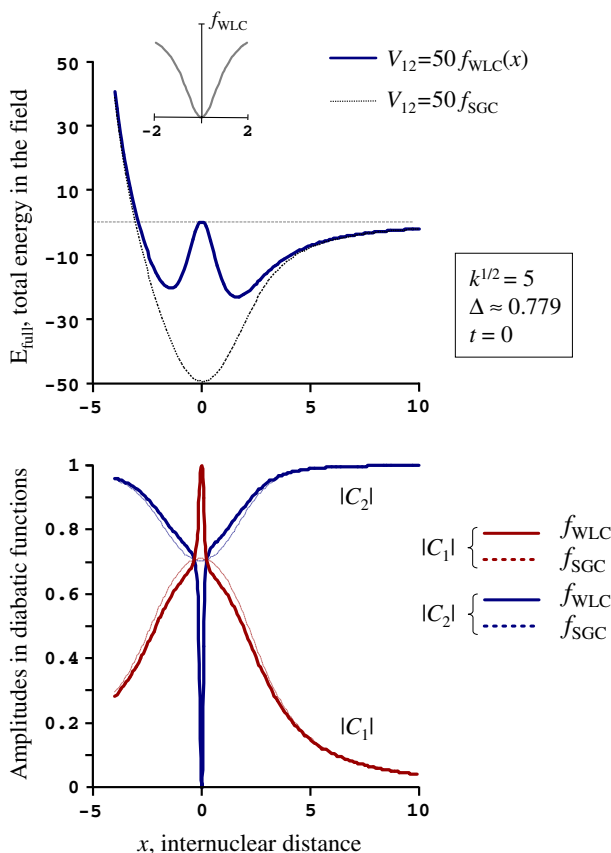 f_WLC
-2 0 2
50
30
10
-10
-30
-50
-5 0 5 10
E_full, total energy in the field
V₁₂=50 f_WLC(x)
V₁₂=50 f_SGC
k^{1/2} = 5
Δ ≈ 0.779
t = 0
1
0.8
0.6
0.4
0.2
0
-5 0 5 10
Amplitudes in diabatic functions
x, internuclear distance
|C₂|
|C₁|
|C₁| { f_WLC
f_SGC
|C₂| { f_WLC
f_SGC